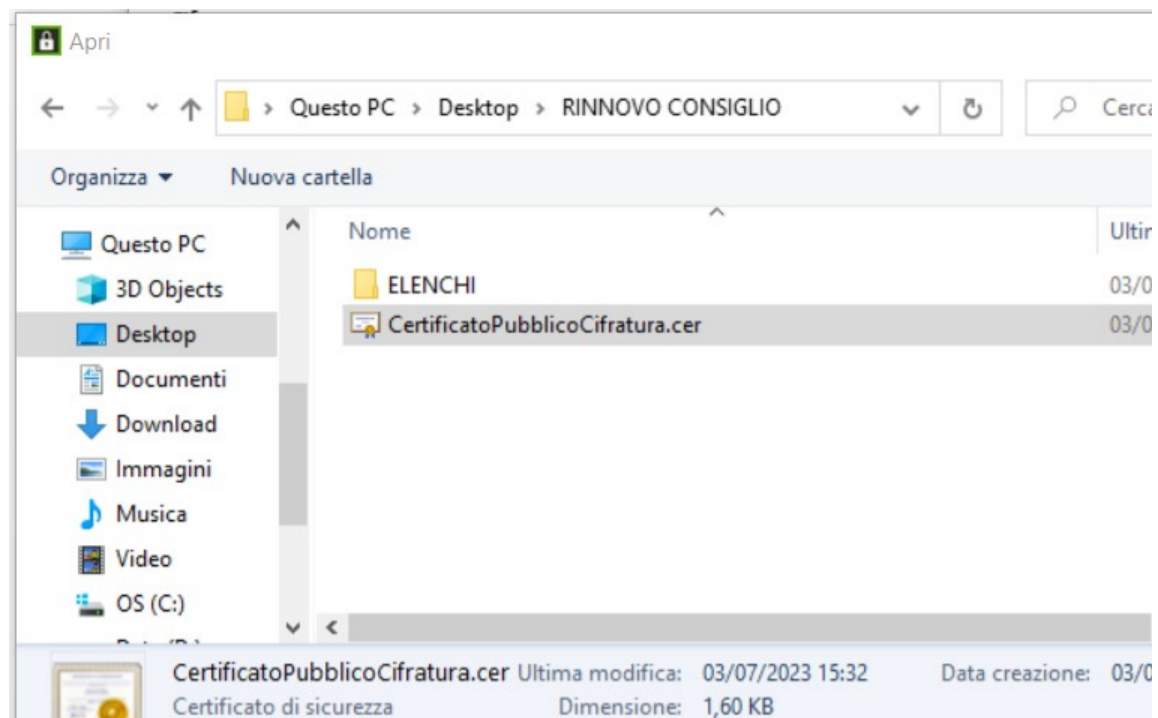 Apri
Questo PC > Desktop > RINNOVO CONSIGLIO
Cerca
Organizza
Nuova cartella
Nome
Ultim
Questo PC
3D Objects
Desktop
Documenti
Download
Immagini
Musica
Video
OS (C:)
ELENCHI 03/0
CertificatoPubblicoCifratura.cer 03/0
CertificatoPubblicoCifratura.cer Ultima modifica: 03/07/2023 15:32 Data creazione: 03/0
Certificato di sicurezza Dimensione: 1,60 KB